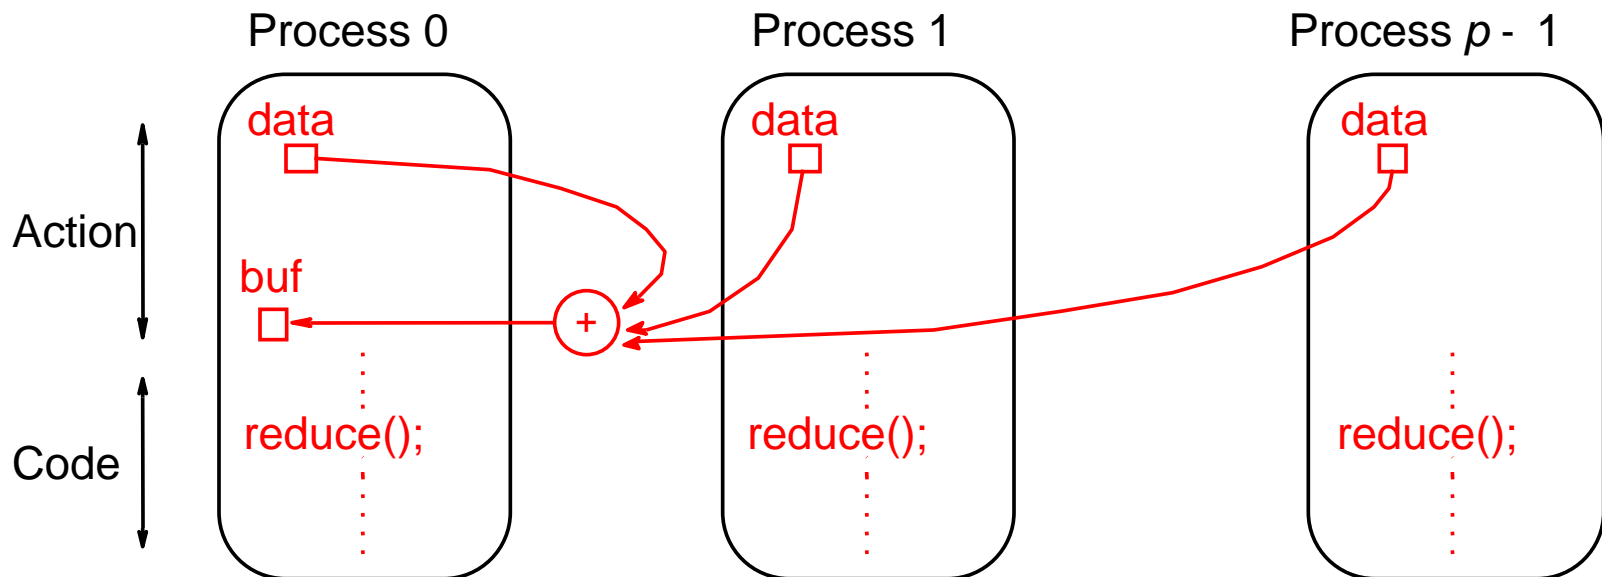 Process 0 Process 1 Process p - 1
data data data
Action
buf
+
reduce(); reduce(); reduce();
Code